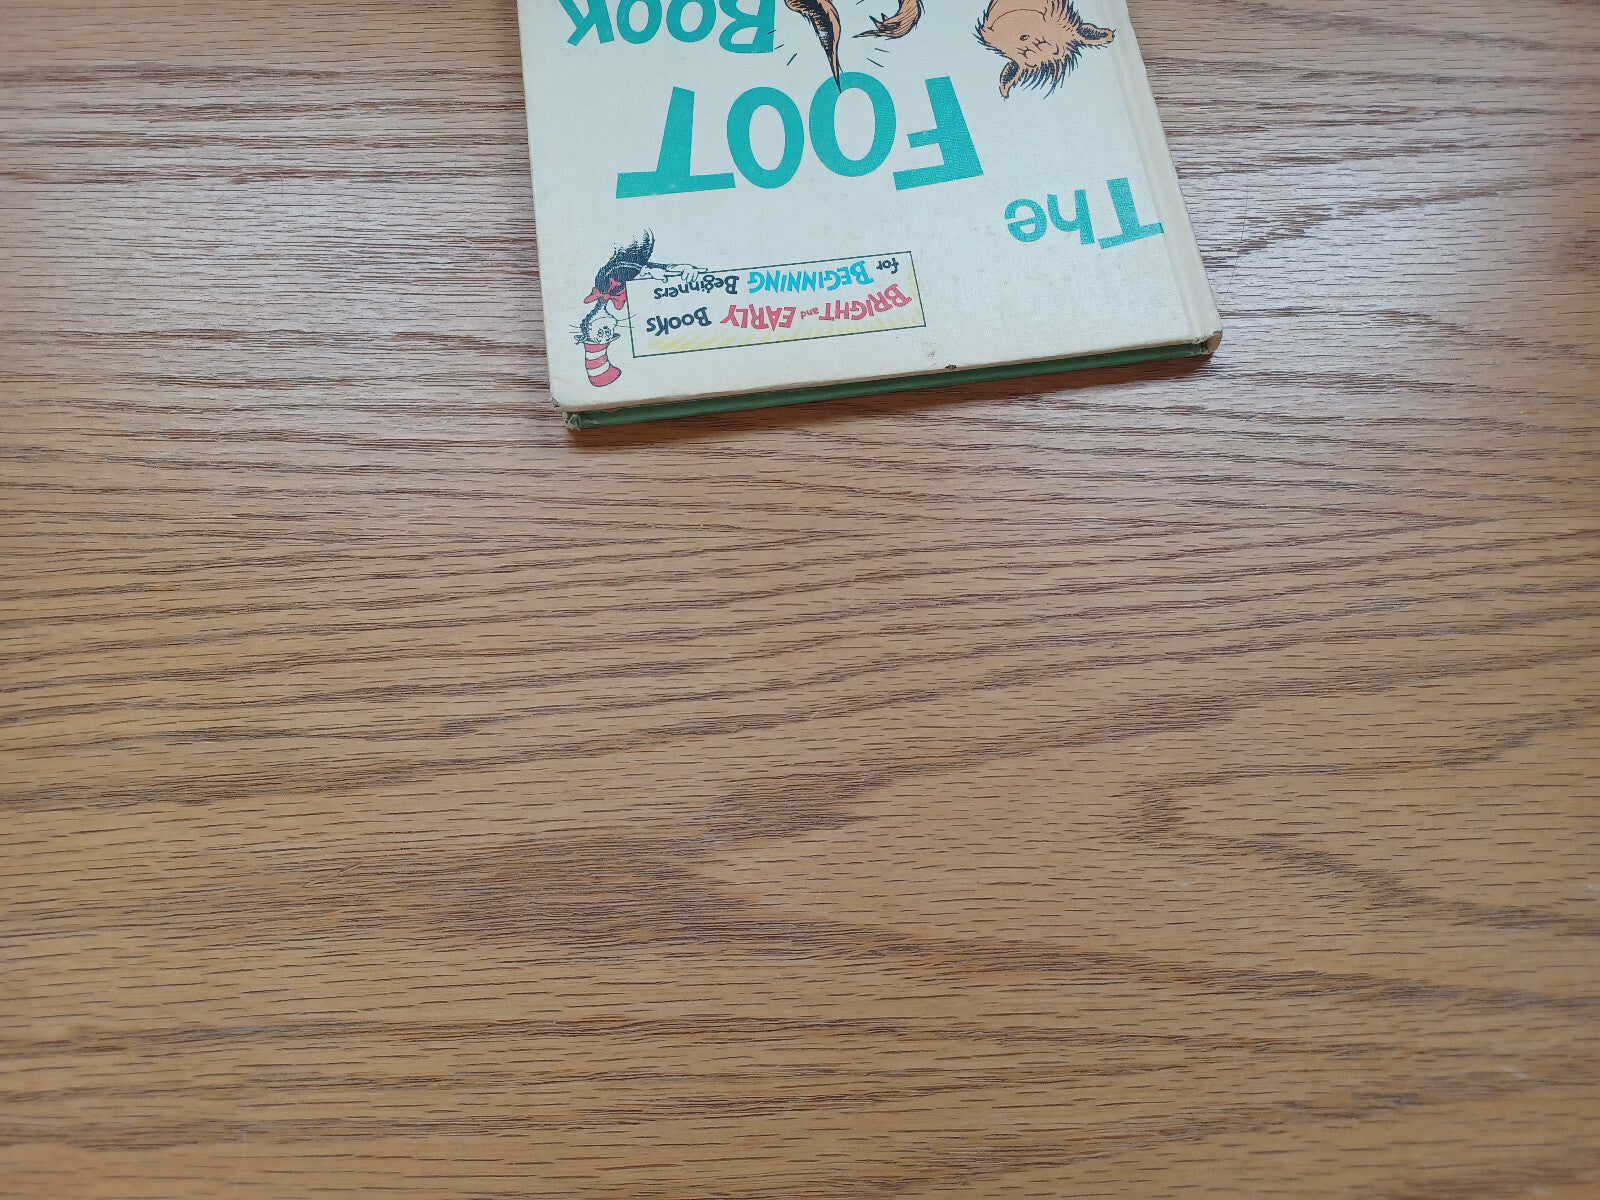 BRIGHT and EARLY Books
for BEGINNING Beginners
The
FOOT
BOOK